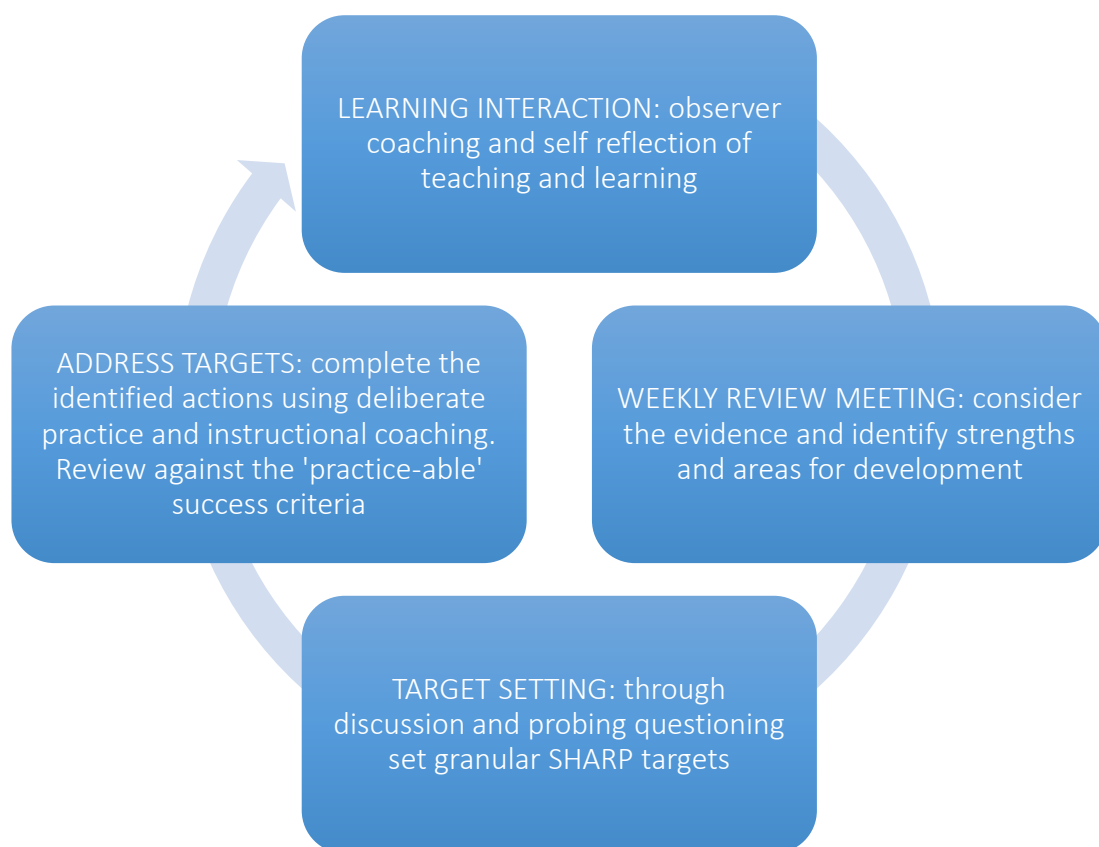 LEARNING INTERACTION: observer
coaching and self reflection of
teaching and learning
WEEKLY REVIEW MEETING: consider
the evidence and identify strengths
and areas for development
TARGET SETTING: through
discussion and probing questioning
set granular SHARP targets
ADDRESS TARGETS: complete the
identified actions using deliberate
practice and instructional coaching.
Review against the 'practice-able'
success criteria